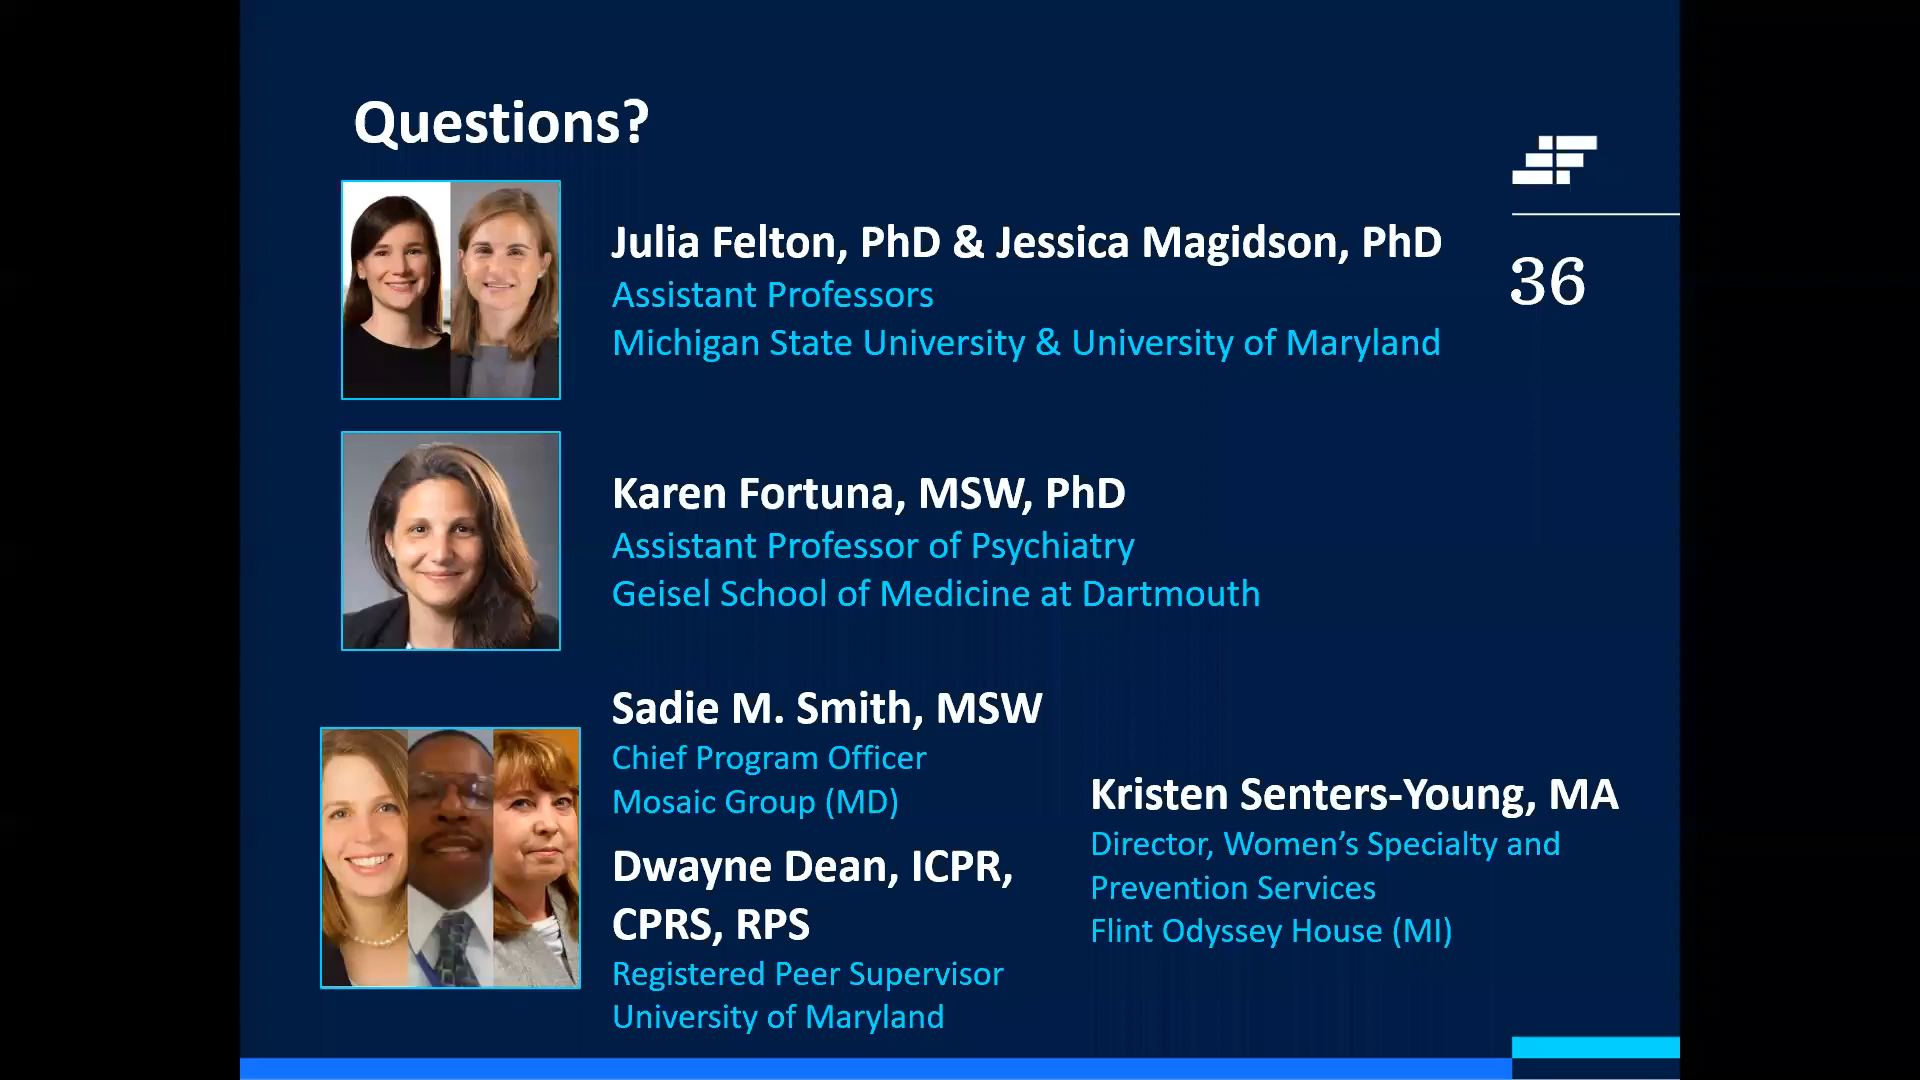 Questions?
36
Julia Felton, PhD & Jessica Magidson, PhD
Assistant Professors
Michigan State University & University of Maryland
Karen Fortuna, MSW, PhD
Assistant Professor of Psychiatry
Geisel School of Medicine at Dartmouth
Sadie M. Smith, MSW
Chief Program Officer
Mosaic Group (MD)
Dwayne Dean, ICPR,
CPRS, RPS
Registered Peer Supervisor
University of Maryland
Kristen Senters-Young, MA
Director, Women’s Specialty and
Prevention Services
Flint Odyssey House (MI)